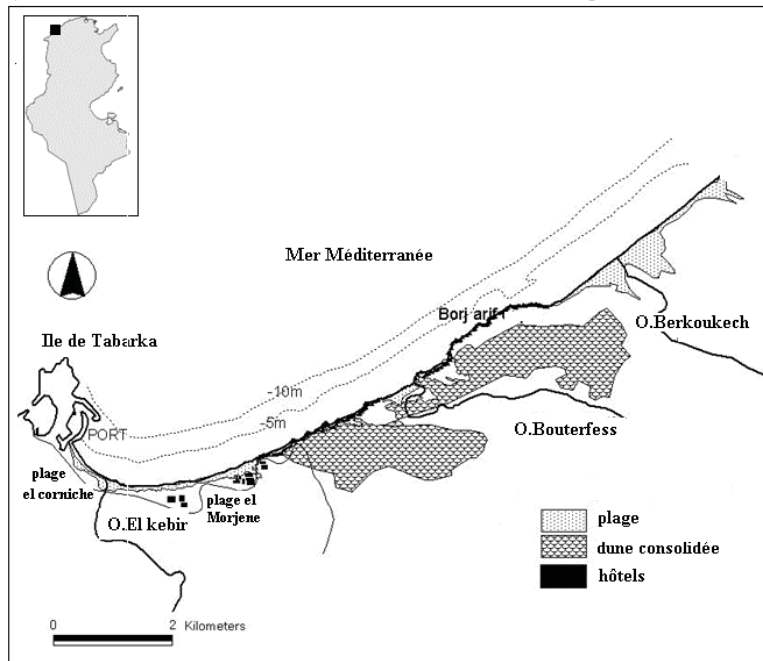 Mer Méditerranée
Borj arif
O.Berkoukech
Ile de Tabarka
-10m
-5m
PORT
O.Bouterfess
plage
el corniche
plage el
Morjene
O.El kebir
plage
dune consolidée
hôtels
0 2 Kilometers